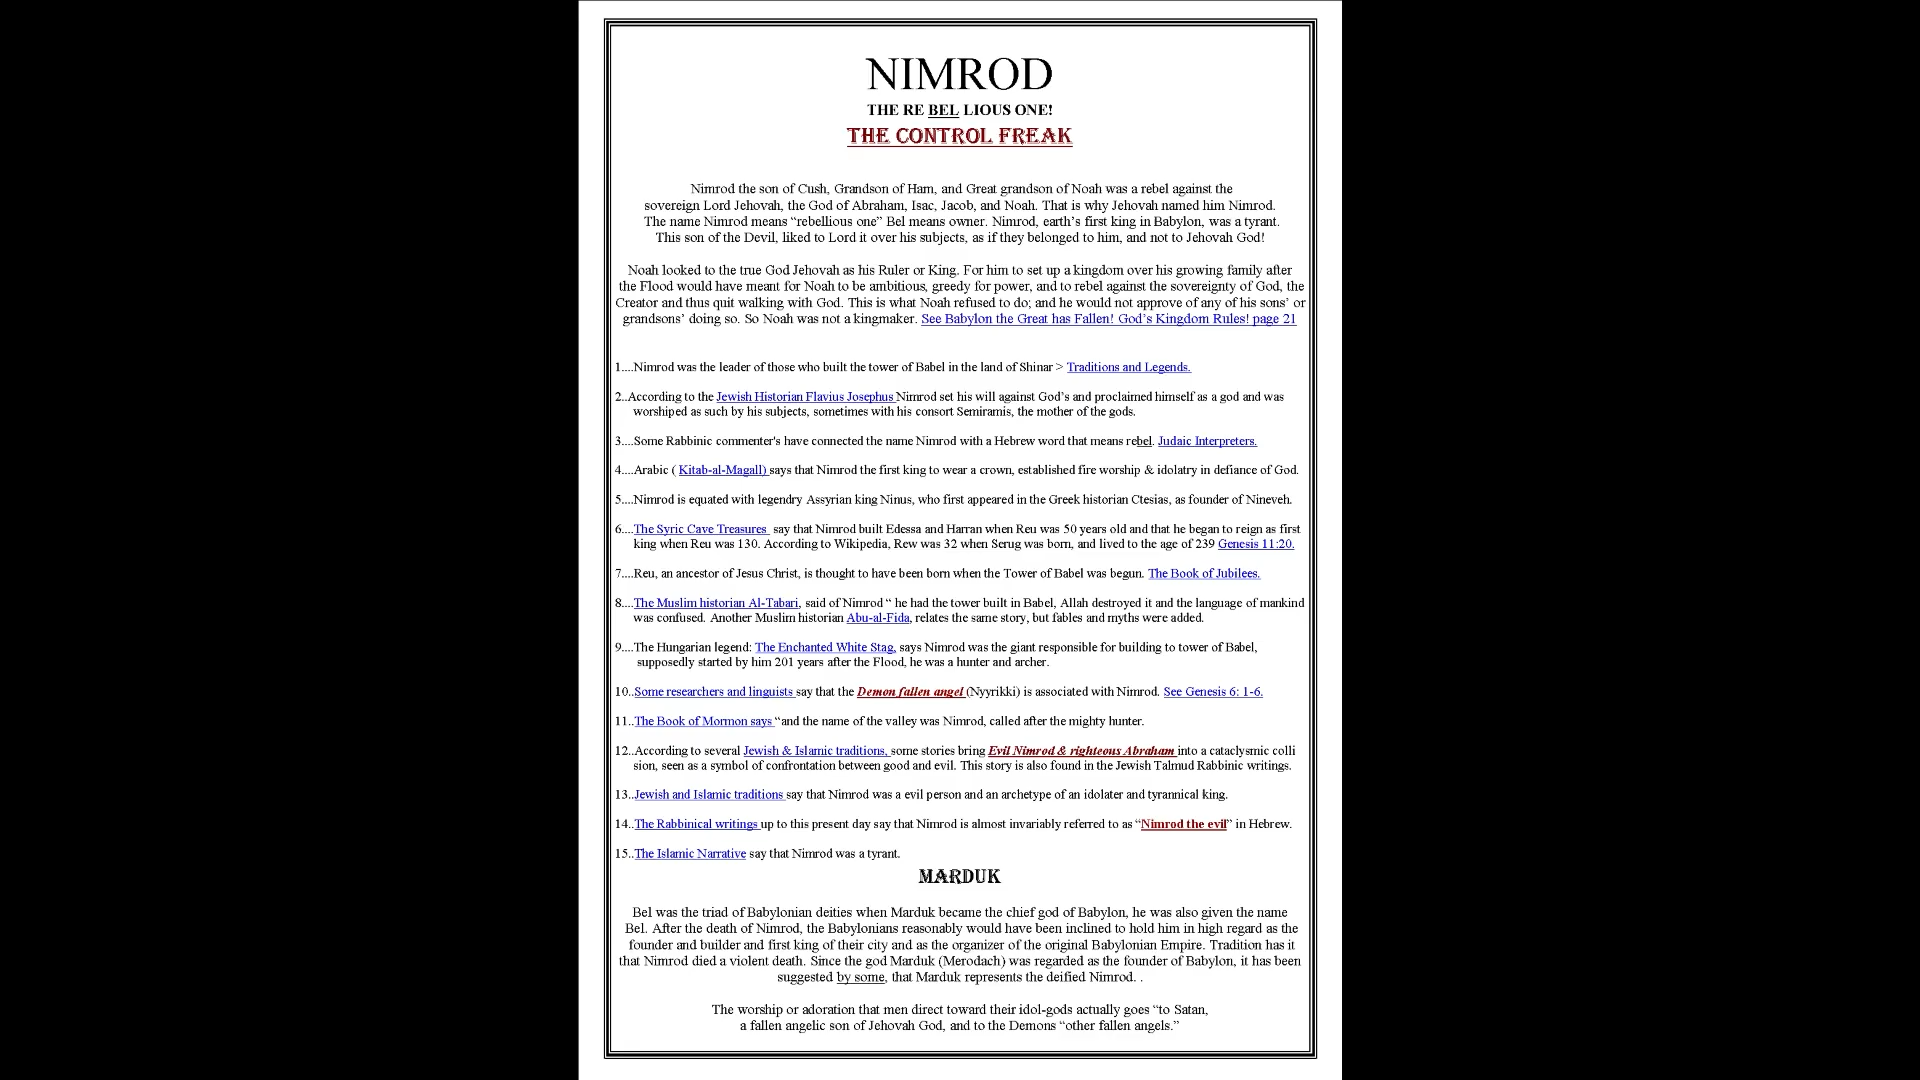 NIMROD
THE RE BEL LIOUS ONE!
THE CONTROL FREAK
Nimrod the son of Cush, Grandson of Ham, and Great grandson of Noah was a rebel against the
sovereign Lord Jehovah, the God of Abraham, Isac, Jacob, and Noah. That is why Jehovah named him Nimrod.
The name Nimrod means “rebellious one” Bel means owner. Nimrod, earth’s first king in Babylon, was a tyrant.
This son of the Devil, liked to Lord it over his subjects, as if they belonged to him, and not to Jehovah God!
Noah looked to the true God Jehovah as his Ruler or King. For him to set up a kingdom over his growing family after
the Flood would have meant for Noah to be ambitious, greedy for power, and to rebel against the sovereignty of God, the
Creator and thus quit walking with God. This is what Noah refused to do; and he would not approve of any of his sons’ or
grandsons’ doing so. So Noah was not a kingmaker. See Babylon the Great has Fallen! God’s Kingdom Rules! page 21
1....Nimrod was the leader of those who built the tower of Babel in the land of Shinar > Traditions and Legends.
2..According to the Jewish Historian Flavius Josephus Nimrod set his will against God’s and proclaimed himself as a god and was
worshiped as such by his subjects, sometimes with his consort Semiramis, the mother of the gods.
3....Some Rabbinic commenter's have connected the name Nimrod with a Hebrew word that means rebel. Judaic Interpreters.
4....Arabic ( Kitab-al-Magall) says that Nimrod the first king to wear a crown, established fire worship & idolatry in defiance of God.
5....Nimrod is equated with legendry Assyrian king Ninus, who first appeared in the Greek historian Ctesias, as founder of Nineveh.
6....The Syric Cave Treasures say that Nimrod built Edessa and Harran when Reu was 50 years old and that he began to reign as first
king when Reu was 130. According to Wikipedia, Rew was 32 when Serug was born, and lived to the age of 239 Genesis 11:20.
7....Reu, an ancestor of Jesus Christ, is thought to have been born when the Tower of Babel was begun. The Book of Jubilees.
8....The Muslim historian Al-Tabari, said of Nimrod “ he had the tower built in Babel, Allah destroyed it and the language of mankind
was confused. Another Muslim historian Abu-al-Fida, relates the same story, but fables and myths were added.
9....The Hungarian legend: The Enchanted White Stag, says Nimrod was the giant responsible for building to tower of Babel,
supposedly started by him 201 years after the Flood, he was a hunter and archer.
10..Some researchers and linguists say that the Demon fallen angel (Nyyrikki) is associated with Nimrod. See Genesis 6: 1-6.
11..The Book of Mormon says “and the name of the valley was Nimrod, called after the mighty hunter.
12..According to several Jewish & Islamic traditions, some stories bring Evil Nimrod & righteous Abraham into a cataclysmic colli
sion, seen as a symbol of confrontation between good and evil. This story is also found in the Jewish Talmud Rabbinic writings.
13..Jewish and Islamic traditions say that Nimrod was a evil person and an archetype of an idolater and tyrannical king.
14..The Rabbinical writings up to this present day say that Nimrod is almost invariably referred to as “Nimrod the evil” in Hebrew.
15..The Islamic Narrative say that Nimrod was a tyrant.
MARDUK
Bel was the triad of Babylonian deities when Marduk became the chief god of Babylon, he was also given the name
Bel. After the death of Nimrod, the Babylonians reasonably would have been inclined to hold him in high regard as the
founder and builder and first king of their city and as the organizer of the original Babylonian Empire. Tradition has it
that Nimrod died a violent death. Since the god Marduk (Merodach) was regarded as the founder of Babylon, it has been
suggested by some, that Marduk represents the deified Nimrod. .
The worship or adoration that men direct toward their idol-gods actually goes “to Satan,
a fallen angelic son of Jehovah God, and to the Demons “other fallen angels.”